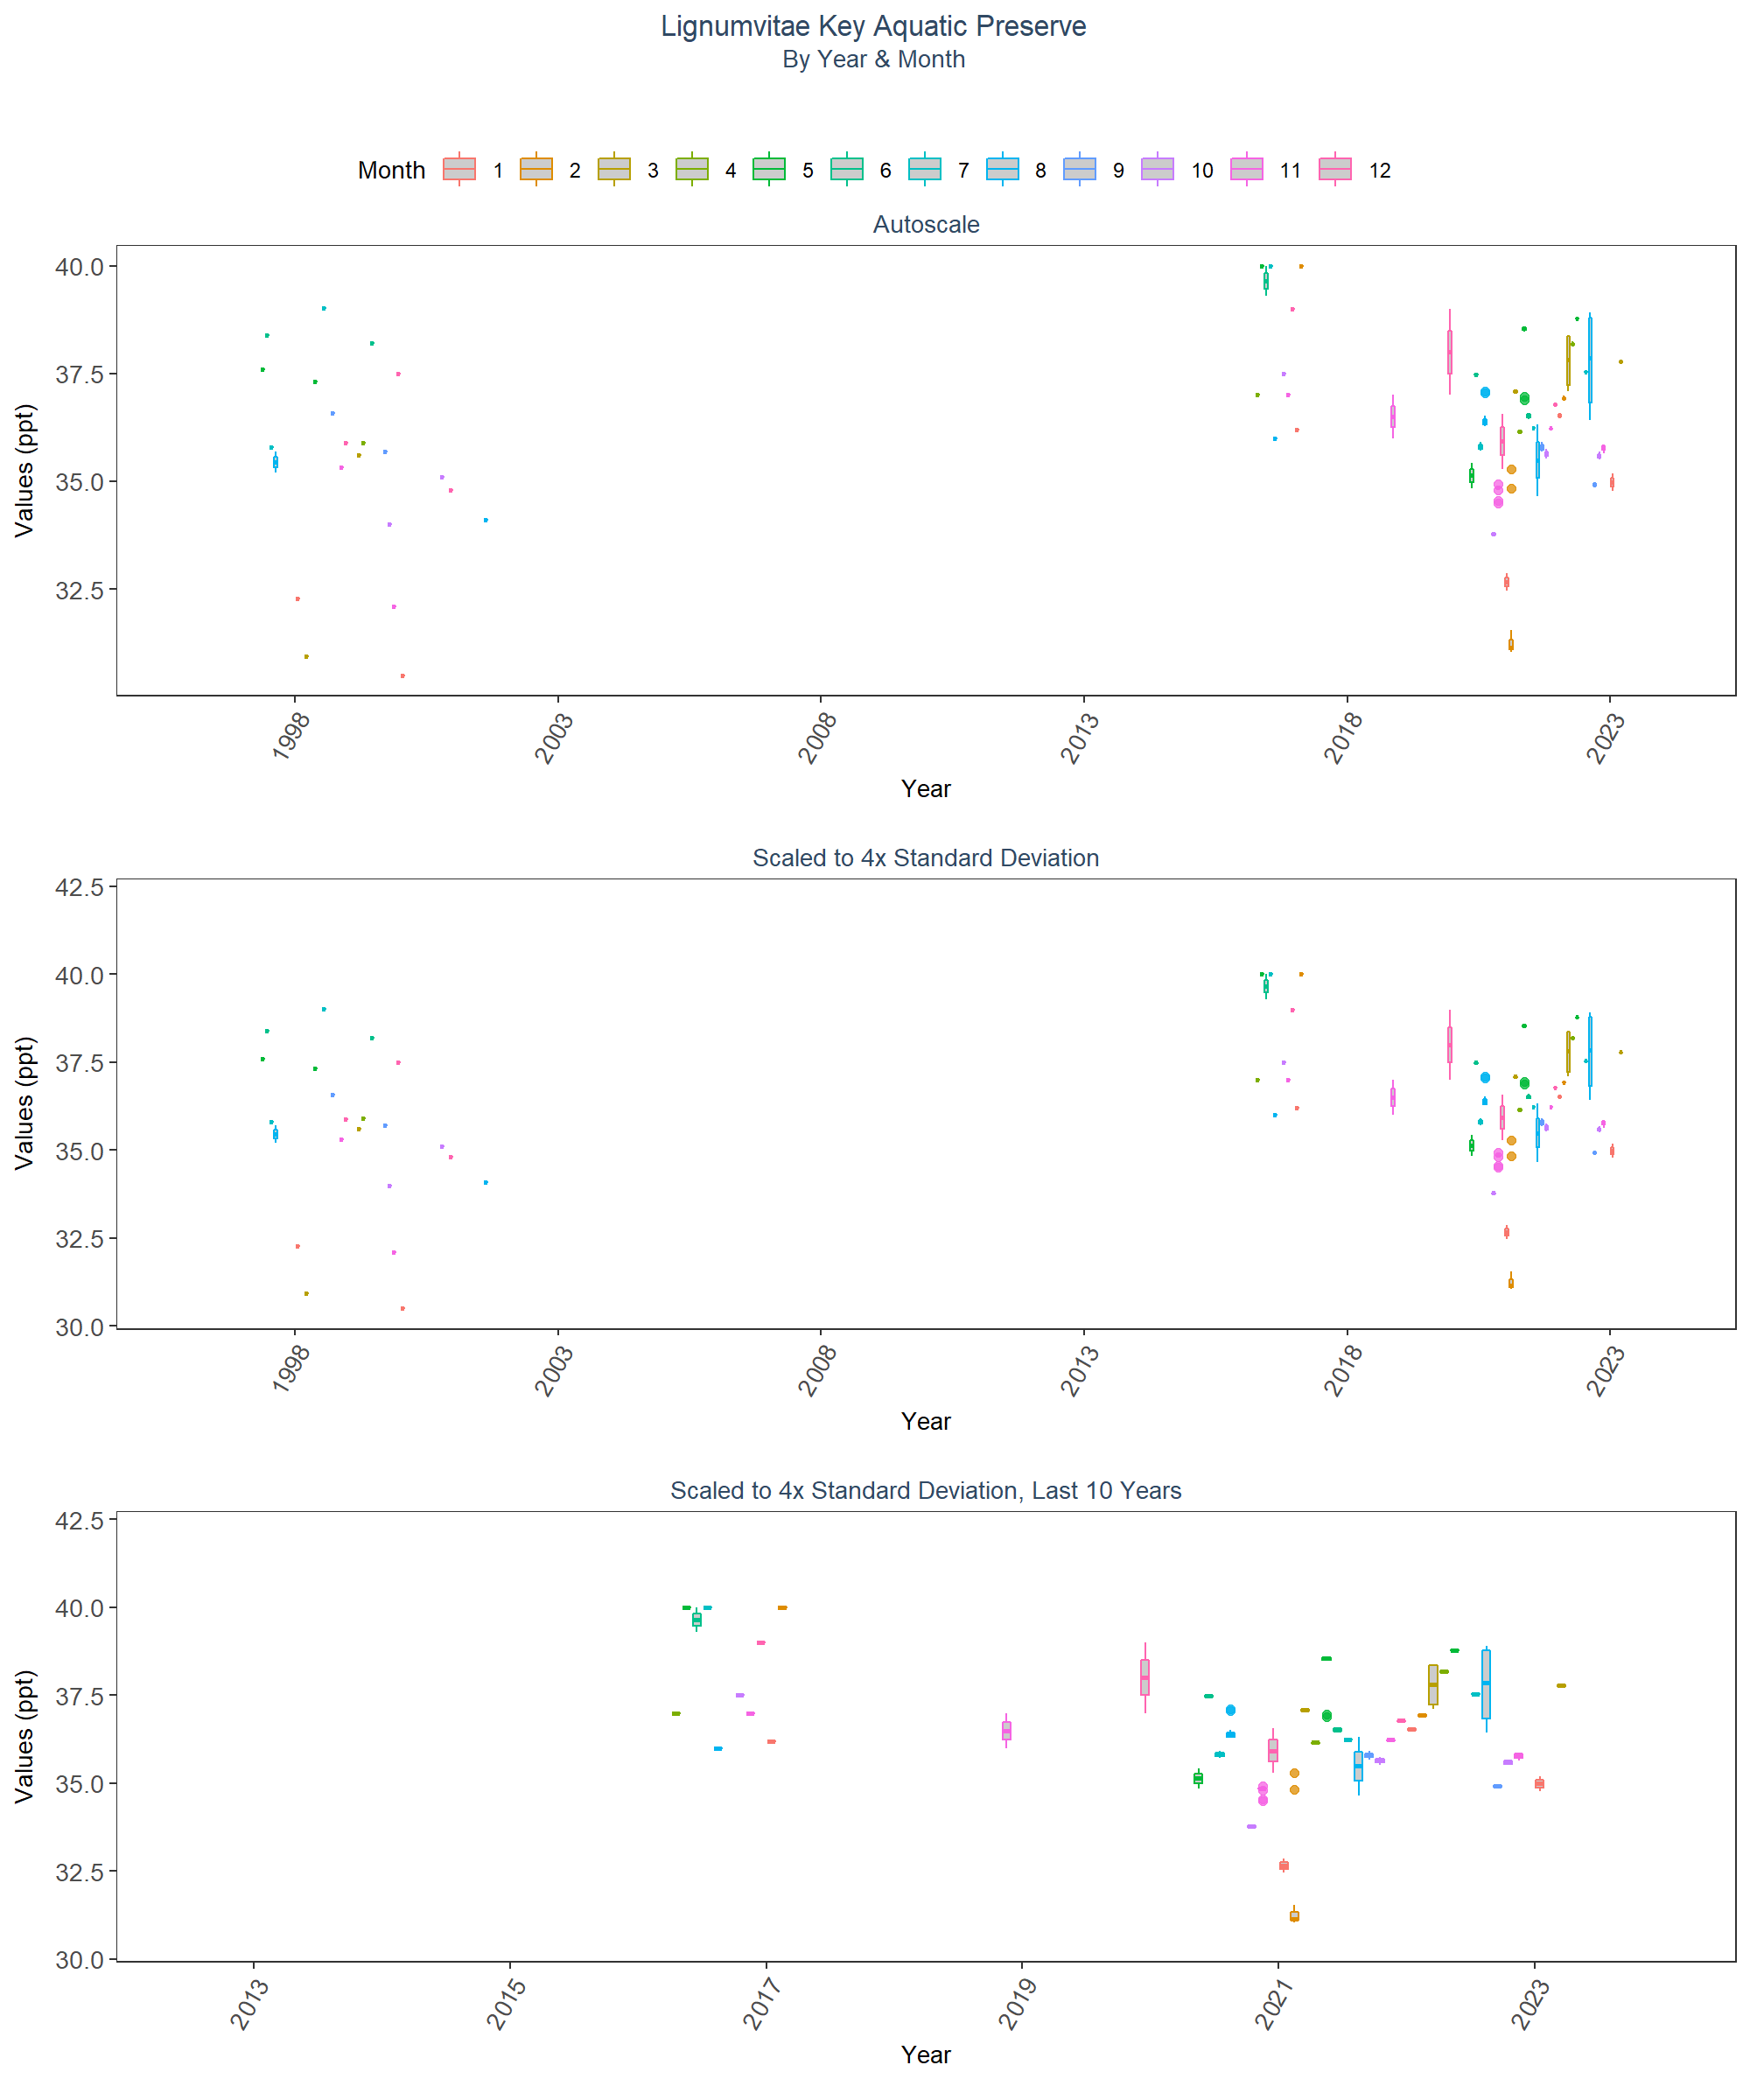 Lignumvitae Key Aquatic Preserve
By Year & Month
Month 1 2 3 4 5 6 7 8 9 10 11 12
Autoscale
Values (ppt)
40.0
37.5
35.0
32.5
1998 2003 2008 2013 2018 2023
Year
Scaled to 4x Standard Deviation
Values (ppt)
42.5
40.0
37.5
35.0
32.5
30.0
1998 2003 2008 2013 2018 2023
Year
Scaled to 4x Standard Deviation, Last 10 Years
Values (ppt)
42.5
40.0
37.5
35.0
32.5
30.0
2013 2015 2017 2019 2021 2023
Year